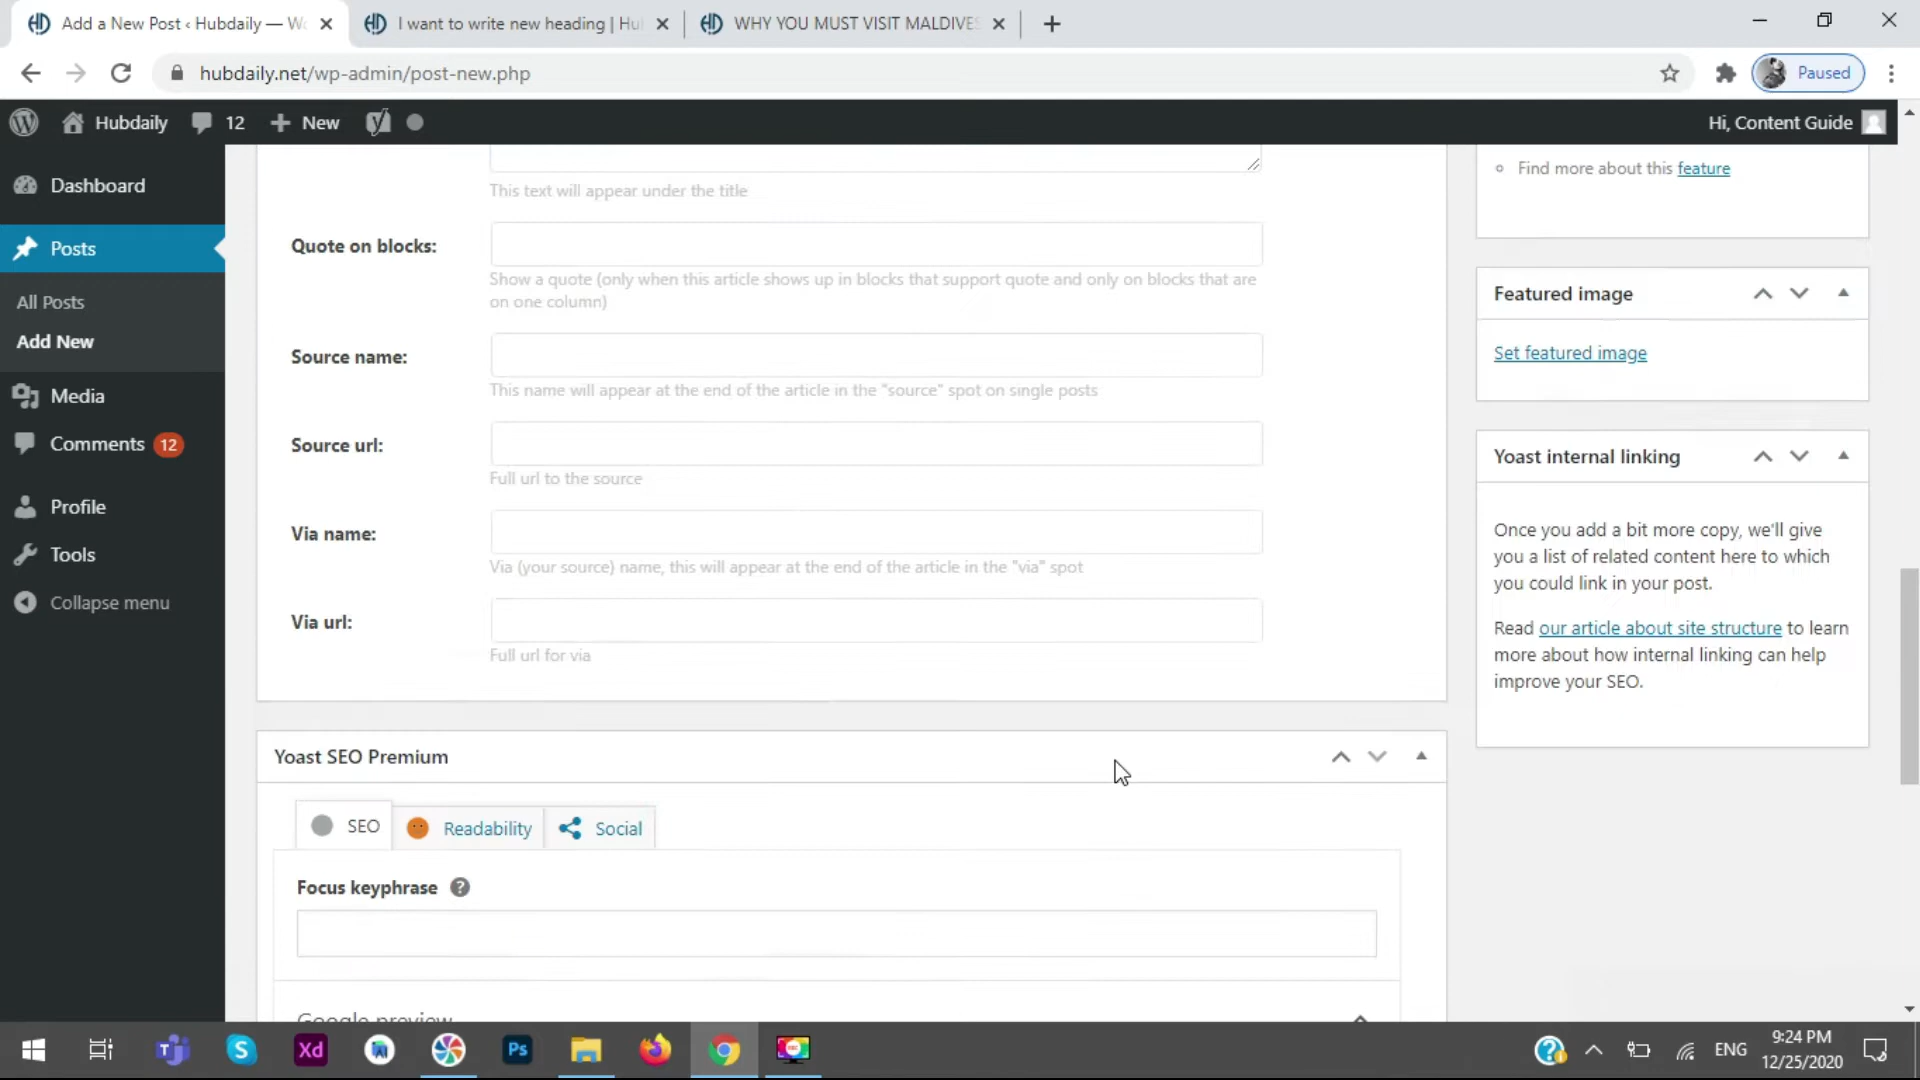 Add a New Post ‹ Hubdaily — Wo
I want to write new heading | Hu
WHY YOU MUST VISIT MALDIVES
hubdaily.net/wp-admin/post-new.php
Paused
Hubdaily
12
New
Hi, Content Guide
Dashboard
Posts
All Posts
Add New
Media
Comments 12
Profile
Tools
Collapse menu
This text will appear under the title
Quote on blocks:
Show a quote (only when this article shows up in blocks that support quote and only on blocks that are
on one column)
Source name:
This name will appear at the end of the article in the "source" spot on single posts
Source url:
Full url to the source
Via name:
Via (your source) name, this will appear at the end of the article in the "via" spot
Via url:
Full url for via
Yoast SEO Premium
SEO
Readability
Social
Focus keyphrase
Google preview
Find more about this feature
Featured image
Set featured image
Yoast internal linking
Once you add a bit more copy, we'll give
you a list of related content here to which
you could link in your post.
Read our article about site structure to learn
more about how internal linking can help
improve your SEO.
Xd
Ps
ENG
9:24 PM
12/25/2020